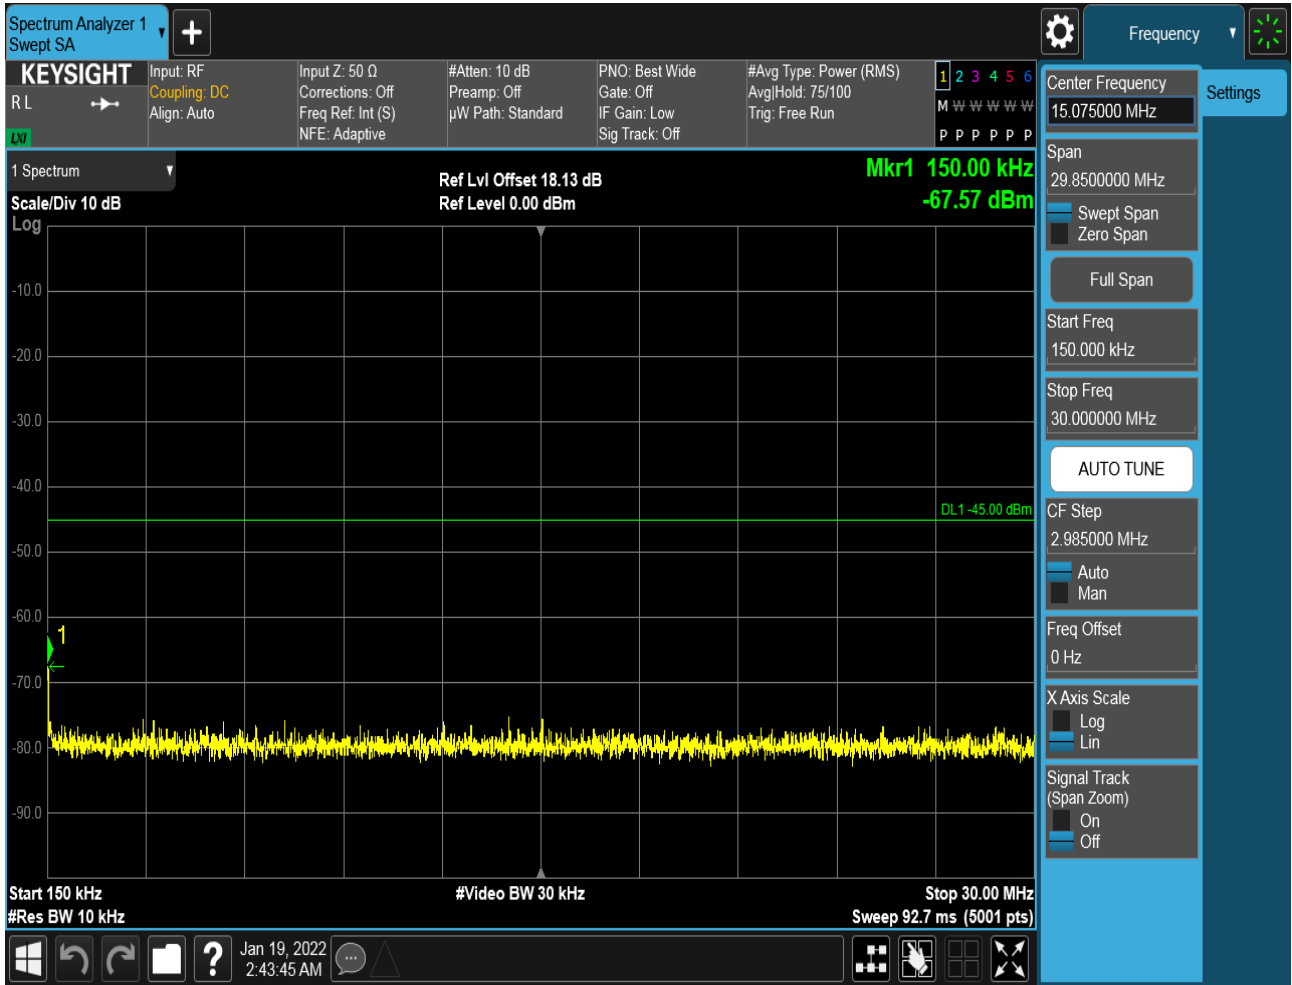 Spectrum Analyzer 1
Swept SA
Frequency
KEYSIGHT
R L
LXI
Input: RF
Coupling: DC
Align: Auto
Input Z: 50 Ω
Corrections: Off
Freq Ref: Int (S)
NFE: Adaptive
#Atten: 10 dB
Preamp: Off
µW Path: Standard
PNO: Best Wide
Gate: Off
IF Gain: Low
Sig Track: Off
#Avg Type: Power (RMS)
Avg|Hold: 75/100
Trig: Free Run
1 2 3 4 5 6
M W W W W W
P P P P P P
Center Frequency
15.075000 MHz
Settings
Span
29.8500000 MHz
Swept Span
Zero Span
Full Span
Start Freq
150.000 kHz
Stop Freq
30.000000 MHz
AUTO TUNE
CF Step
2.985000 MHz
Auto
Man
Freq Offset
0 Hz
X Axis Scale
Log
Lin
Signal Track
(Span Zoom)
On
Off
1 Spectrum
Scale/Div 10 dB
Log
Ref Lvl Offset 18.13 dB
Ref Level 0.00 dBm
Mkr1 150.00 kHz
-67.57 dBm
-10.0
-20.0
-30.0
-40.0
DL1 -45.00 dBm
-50.0
-60.0
1
-70.0
-80.0
-90.0
Start 150 kHz
#Video BW 30 kHz
Stop 30.00 MHz
#Res BW 10 kHz
Sweep 92.7 ms (5001 pts)
?
Jan 19, 2022
2:43:45 AM